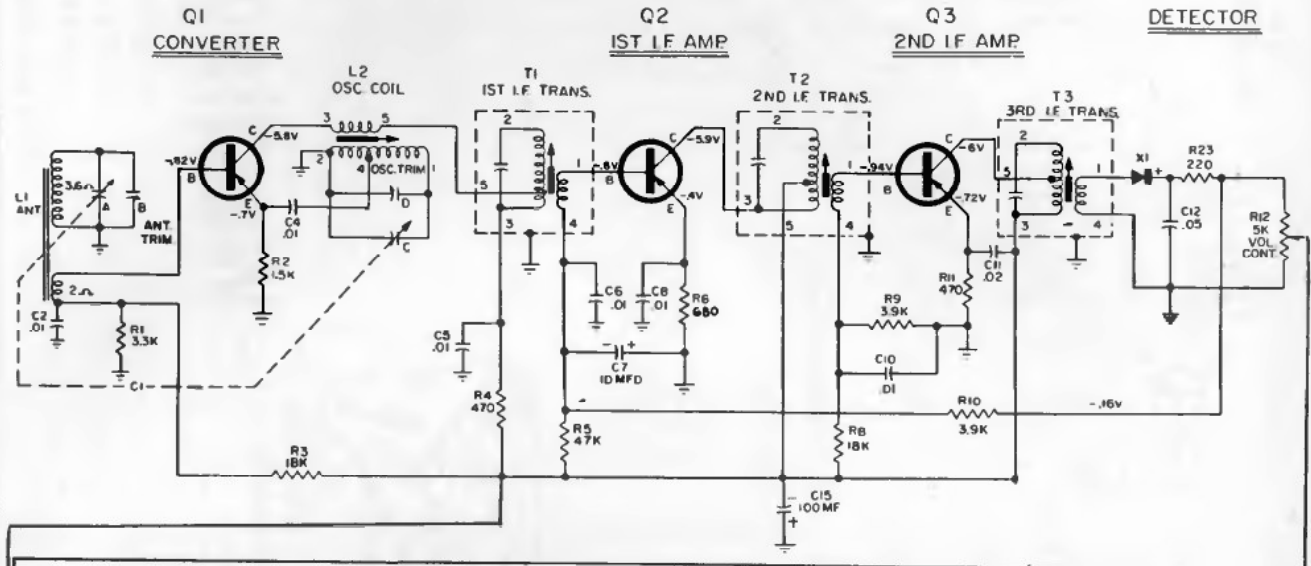 Q1
CONVERTER
Q2
1ST I.F. AMP.
Q3
2ND I.F. AMP.
DETECTOR
L2
OSC. COIL
T1
1ST I.F. TRANS.
T2
2ND I.F. TRANS.
T3
3RD I.F. TRANS.
L1
ANT
3.6Ω
A
B
ANT.
TRIM.
2Ω
C2
.01
R1
3.3K
C1
-.82V
B
C
-5.8V
E
-.7V
C4
.01
R2
1.5K
3
5
2
4
1
OSC. TRIM
D
C
2
5
3
1
4
C5
.01
R4
470
R3
18K
C6
.01
C8
.01
C7
10 MFD
-
+
R5
47K
-.6V
B
C
-5.9V
E
-.4V
R6
680
2
3
5
1
4
-.94V
B
C
-6V
E
-.72V
R9
3.9K
C10
.01
R8
18K
R11
470
C11
.02
R10
3.9K
-.16V
C15
100 MF
-
+
2
5
3
1
4
X1
+
R23
220
C12
.05
R12
5K
VOL.
CONT.